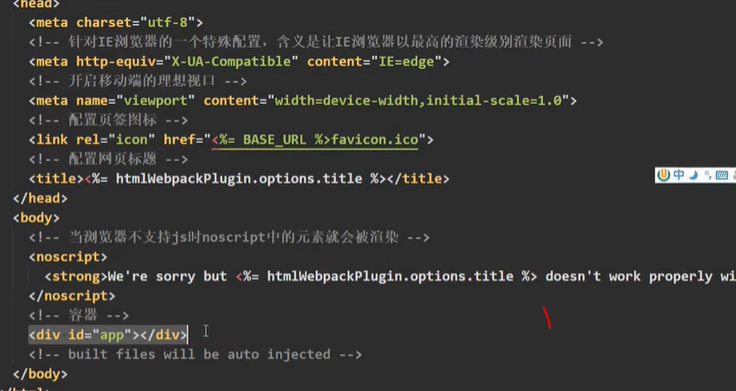 <head>
<meta charset="utf-8">
<!-- 针对IE浏览器的一个特殊配置，含义是让IE浏览器以最高的渲染级别渲染页面 -->
<meta http-equiv="X-UA-Compatible" content="IE=edge">
<!-- 开启移动端的理想视口 -->
<meta name="viewport" content="width=device-width,initial-scale=1.0">
<!-- 配置页签图标 -->
<link rel="icon" href="<%= BASE_URL %>favicon.ico">
<!-- 配置网页标题 -->
<title><%= htmlWebpackPlugin.options.title %></title>
中
</head>
<body>
<!-- 当浏览器不支持js时noscript中的元素就会被渲染 -->
<noscript>
<strong>We're sorry but <%= htmlWebpackPlugin.options.title %> doesn't work properly wi
</noscript>
<!-- 容器 -->
<div id="app"></div>
<!-- built files will be auto injected -->
</body>